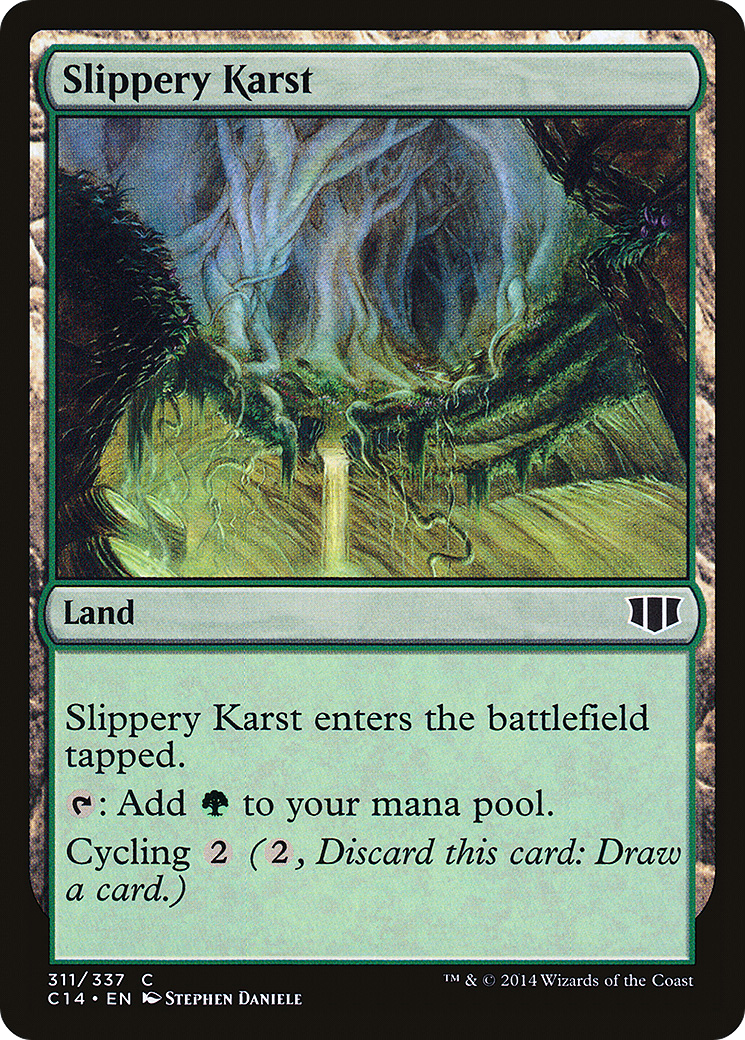 Slippery Karst
Land
Slippery Karst enters the battlefield
tapped.
: Add to your mana pool.
Cycling 2 (2, Discard this card: Draw
a card.)
311/337 C
C14 • EN Stephen Daniele
™ & © 2014 Wizards of the Coast